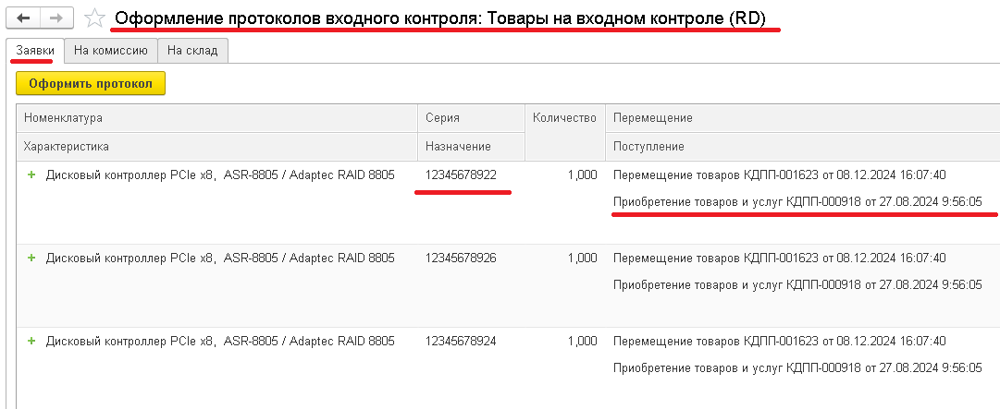 Оформление протоколов входного контроля: Товары на входном контроле (RD)
Заявки На комиссию На склад
Оформить протокол
Номенклатура Серия Количество Перемещение
Характеристика Назначение Поступление
Дисковый контроллер PCIe x8, ASR-8805 / Adaptec RAID 8805 12345678922 1,000 Перемещение товаров КДПП-001623 от 08.12.2024 16:07:40
Приобретение товаров и услуг КДПП-000918 от 27.08.2024 9:56:05
Дисковый контроллер PCIe x8, ASR-8805 / Adaptec RAID 8805 12345678926 1,000 Перемещение товаров КДПП-001623 от 08.12.2024 16:07:40
Приобретение товаров и услуг КДПП-000918 от 27.08.2024 9:56:05
Дисковый контроллер PCIe x8, ASR-8805 / Adaptec RAID 8805 12345678924 1,000 Перемещение товаров КДПП-001623 от 08.12.2024 16:07:40
Приобретение товаров и услуг КДПП-000918 от 27.08.2024 9:56:05